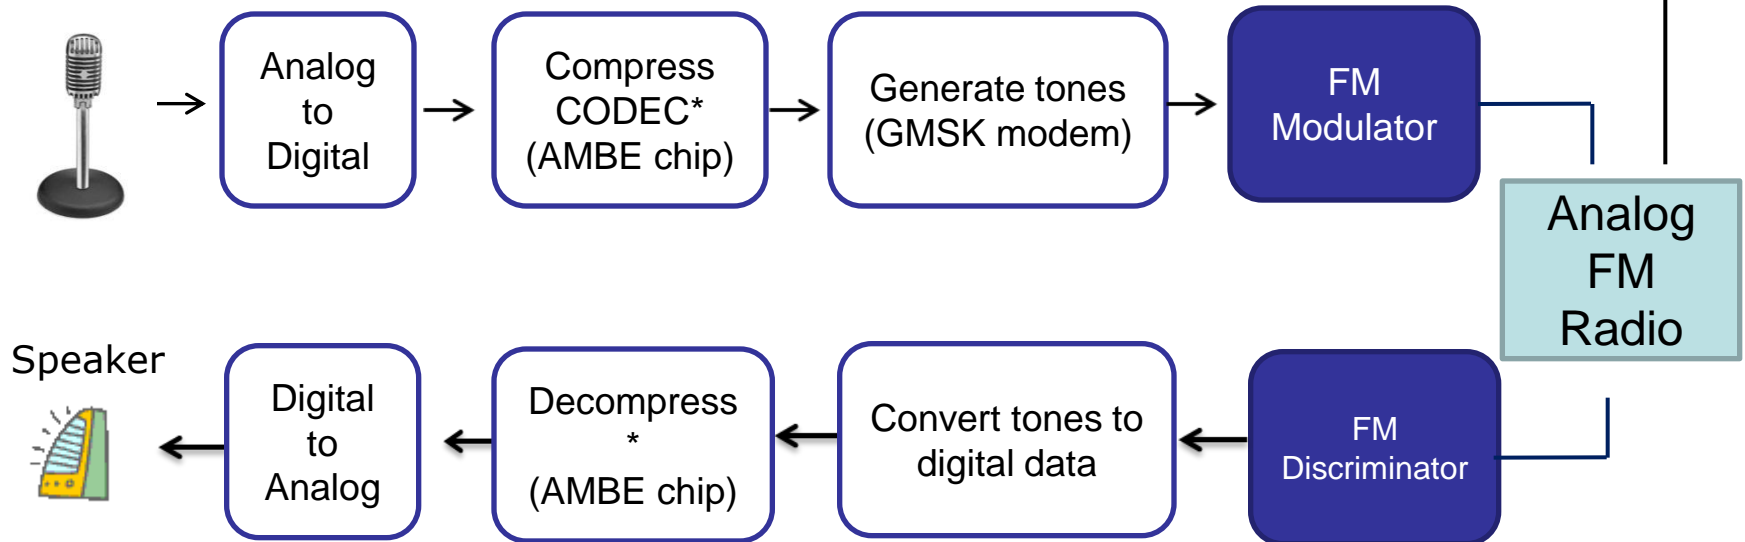 Analog
to
Digital
Compress
CODEC*
(AMBE chip)
Generate tones
(GMSK modem)
FM
Modulator
Analog
FM
Radio
Speaker
Digital
to
Analog
Decompress
*
(AMBE chip)
Convert tones to
digital data
FM
Discriminator